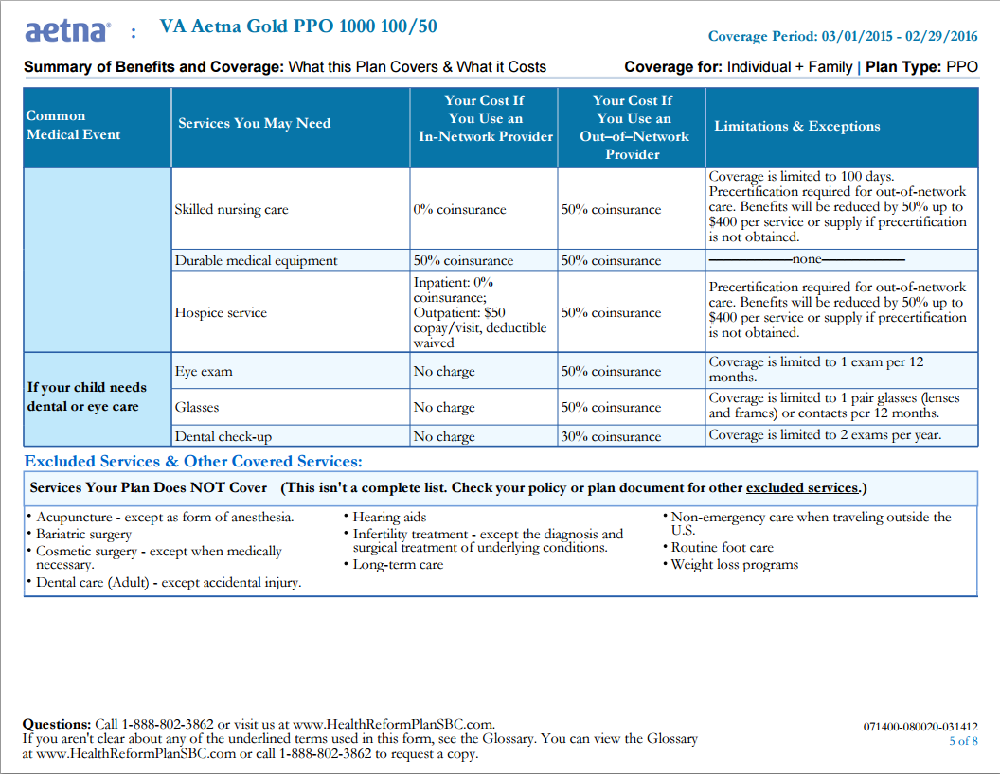 aetna® : VA Aetna Gold PPO 1000 100/50
Coverage Period: 03/01/2015 - 02/29/2016
Summary of Benefits and Coverage: What this Plan Covers & What it Costs
Coverage for: Individual + Family | Plan Type: PPO
Common
Medical Event
Services You May Need
Your Cost If
You Use an
In-Network Provider
Your Cost If
You Use an
Out–of–Network
Provider
Limitations & Exceptions
Skilled nursing care
0% coinsurance
50% coinsurance
Coverage is limited to 100 days.
Precertification required for out-of-network
care. Benefits will be reduced by 50% up to
$400 per service or supply if precertification
is not obtained.
Durable medical equipment
50% coinsurance
50% coinsurance
———————none———————
Hospice service
Inpatient: 0%
coinsurance;
Outpatient: $50
copay/visit, deductible
waived
50% coinsurance
Precertification required for out-of-network
care. Benefits will be reduced by 50% up to
$400 per service or supply if precertification
is not obtained.
If your child needs
dental or eye care
Eye exam
No charge
50% coinsurance
Coverage is limited to 1 exam per 12
months.
Glasses
No charge
50% coinsurance
Coverage is limited to 1 pair glasses (lenses
and frames) or contacts per 12 months.
Dental check-up
No charge
30% coinsurance
Coverage is limited to 2 exams per year.
Excluded Services & Other Covered Services:
Services Your Plan Does NOT Cover (This isn't a complete list. Check your policy or plan document for other excluded services.)
• Acupuncture - except as form of anesthesia.
• Bariatric surgery
• Cosmetic surgery - except when medically
necessary.
• Dental care (Adult) - except accidental injury.
• Hearing aids
• Infertility treatment - except the diagnosis and
surgical treatment of underlying conditions.
• Long-term care
• Non-emergency care when traveling outside the
U.S.
• Routine foot care
• Weight loss programs
Questions: Call 1-888-802-3862 or visit us at www.HealthReformPlanSBC.com.
If you aren't clear about any of the underlined terms used in this form, see the Glossary. You can view the Glossary
at www.HealthReformPlanSBC.com or call 1-888-802-3862 to request a copy.
071400-080020-031412
5 of 8